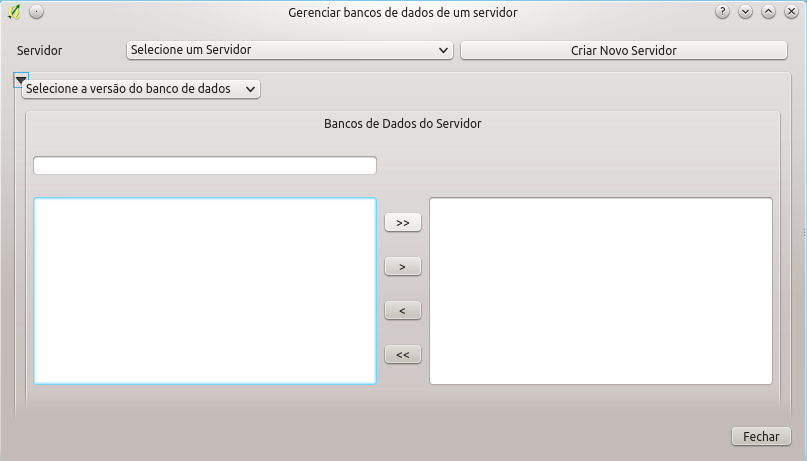 Gerenciar bancos de dados de um servidor
Servidor Selecione um Servidor Criar Novo Servidor
Selecione a versão do banco de dados
Bancos de Dados do Servidor
>>
>
<
<<
Fechar